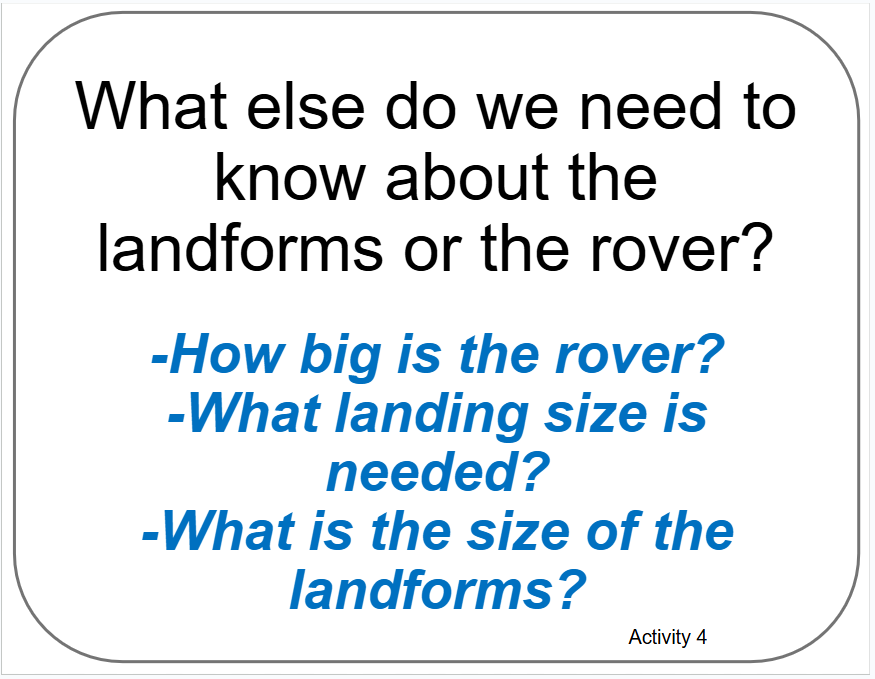 What else do we need to
know about the
landforms or the rover?
-How big is the rover?
-What landing size is
needed?
-What is the size of the
landforms?
Activity 4